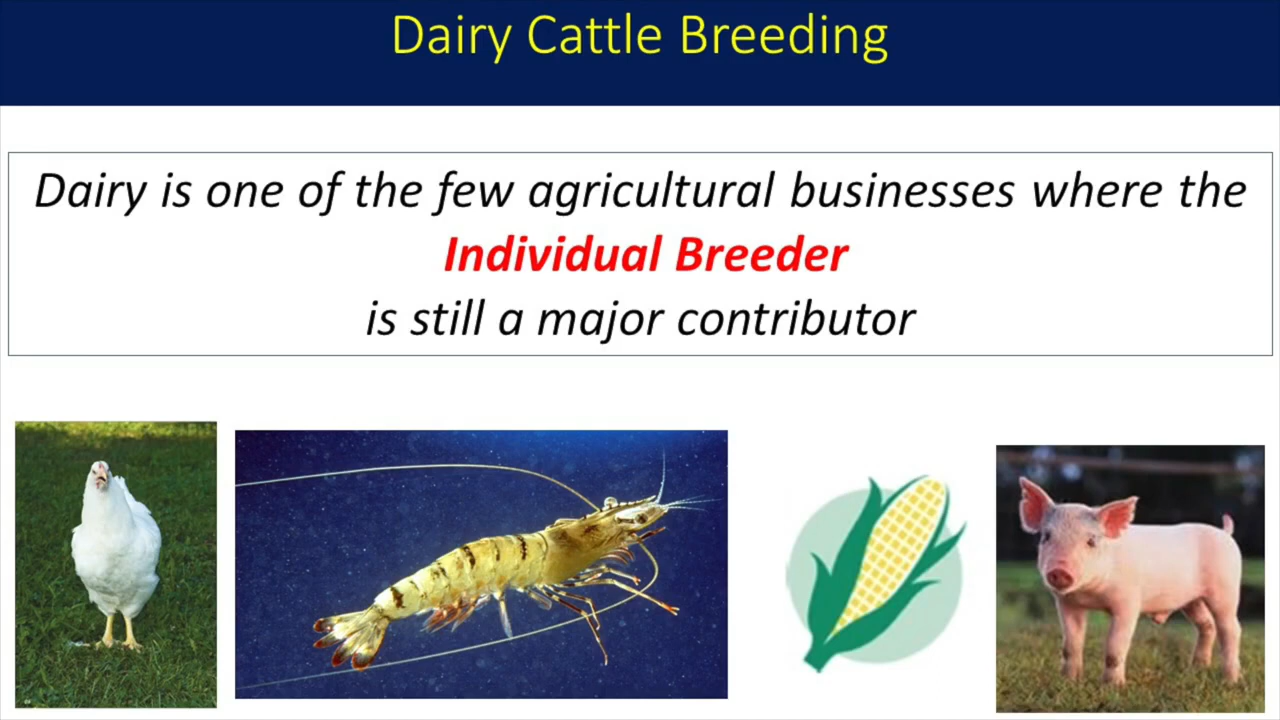 Dairy Cattle Breeding
Dairy is one of the few agricultural businesses where the
Individual Breeder
is still a major contributor